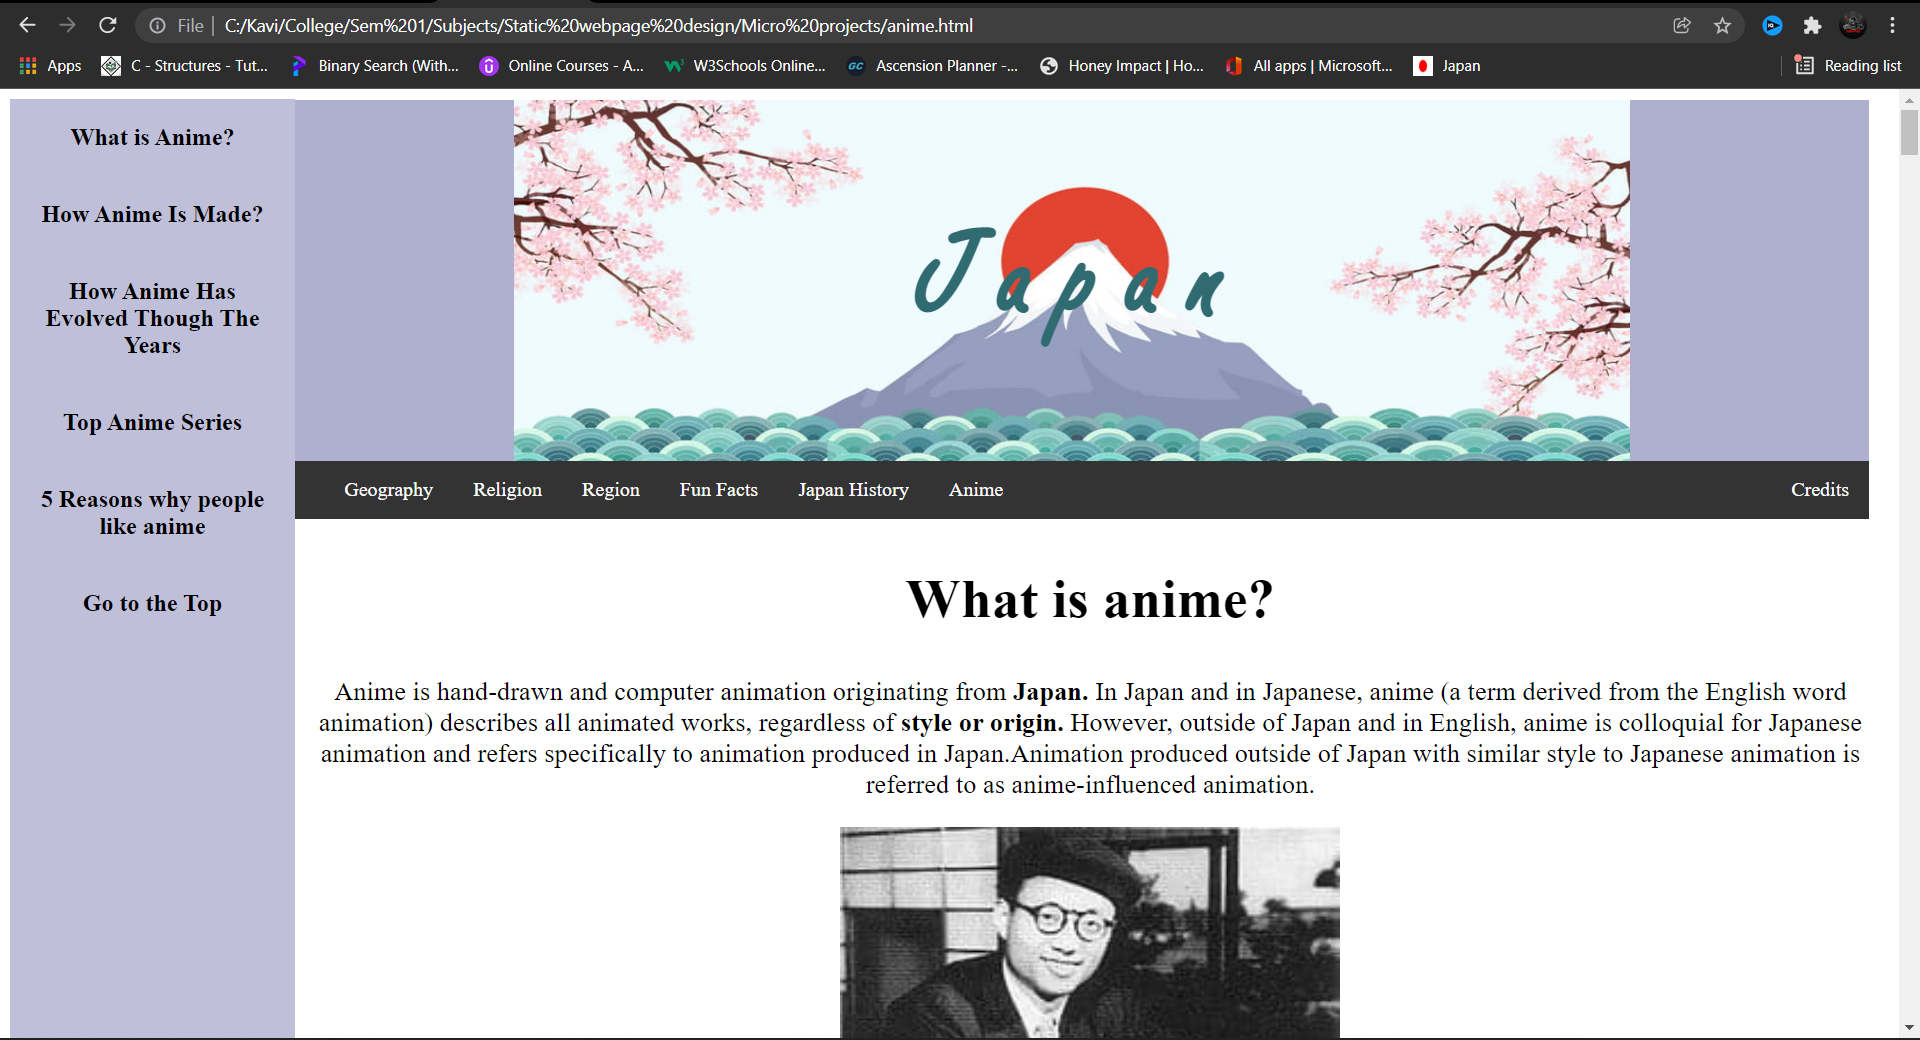 File
C:/Kavi/College/Sem%201/Subjects/Static%20webpage%20design/Micro%20projects/anime.html
Apps
C - Structures - Tut...
Binary Search (With...
Online Courses - A...
W3Schools Online...
GC
Ascension Planner -...
Honey Impact | Ho...
All apps | Microsoft...
Japan
Reading list
What is Anime?
How Anime Is Made?
How Anime Has
Evolved Though The
Years
Top Anime Series
5 Reasons why people
like anime
Go to the Top
Japan
Geography
Religion
Region
Fun Facts
Japan History
Anime
Credits
What is anime?
Anime is hand-drawn and computer animation originating from Japan. In Japan and in Japanese, anime (a term derived from the English word
animation) describes all animated works, regardless of style or origin. However, outside of Japan and in English, anime is colloquial for Japanese
animation and refers specifically to animation produced in Japan.Animation produced outside of Japan with similar style to Japanese animation is
referred to as anime-influenced animation.